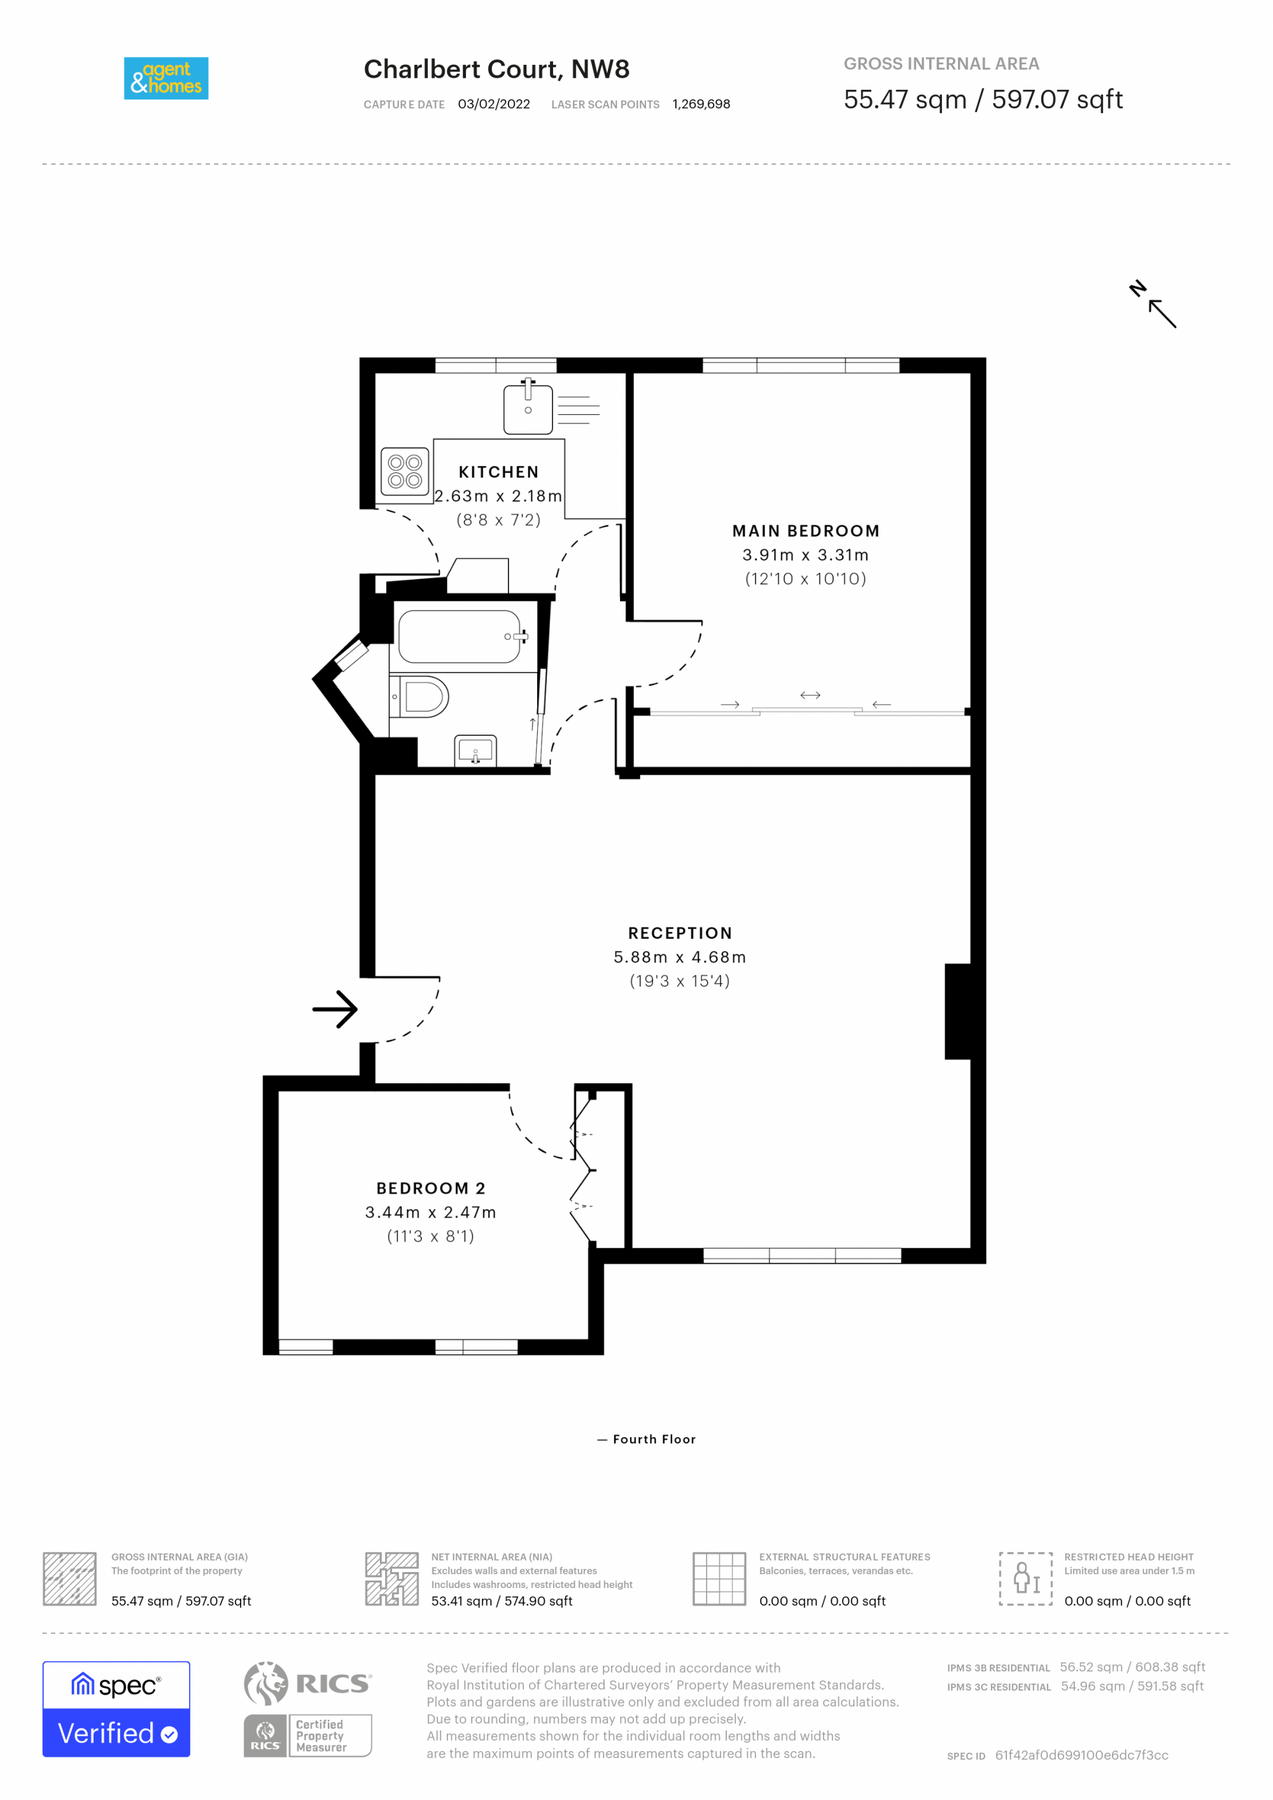 agent
&homes
Charlbert Court, NW8
CAPTURE DATE 03/02/2022 LASER SCAN POINTS 1,269,698
GROSS INTERNAL AREA
55.47 sqm / 597.07 sqft
N
KITCHEN
2.63m x 2.18m
(8'8 x 7'2)
MAIN BEDROOM
3.91m x 3.31m
(12'10 x 10'10)
RECEPTION
5.88m x 4.68m
(19'3 x 15'4)
BEDROOM 2
3.44m x 2.47m
(11'3 x 8'1)
— Fourth Floor
GROSS INTERNAL AREA (GIA)
The footprint of the property
55.47 sqm / 597.07 sqft
NET INTERNAL AREA (NIA)
Excludes walls and external features
Includes washrooms, restricted head height
53.41 sqm / 574.90 sqft
EXTERNAL STRUCTURAL FEATURES
Balconies, terraces, verandas etc.
0.00 sqm / 0.00 sqft
RESTRICTED HEAD HEIGHT
Limited use area under 1.5 m
0.00 sqm / 0.00 sqft
spec®
Verified
RICS
RICS
Certified
Property
Measurer
Spec Verified floor plans are produced in accordance with
Royal Institution of Chartered Surveyors' Property Measurement Standards.
Plots and gardens are illustrative only and excluded from all area calculations.
Due to rounding, numbers may not add up precisely.
All measurements shown for the individual room lengths and widths
are the maximum points of measurements captured in the scan.
IPMS 3B RESIDENTIAL 56.52 sqm / 608.38 sqft
IPMS 3C RESIDENTIAL 54.96 sqm / 591.58 sqft
SPEC ID 61f42af0d699100e6dc7f3cc